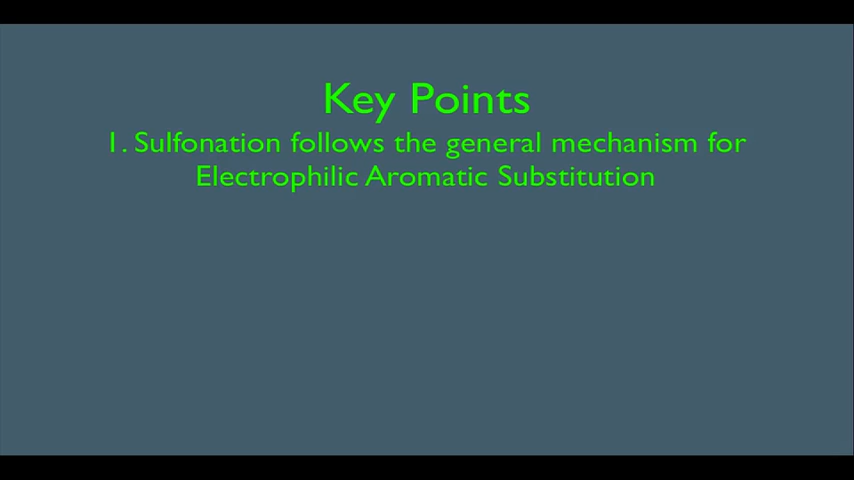 Key Points
1. Sulfonation follows the general mechanism for
Electrophilic Aromatic Substitution